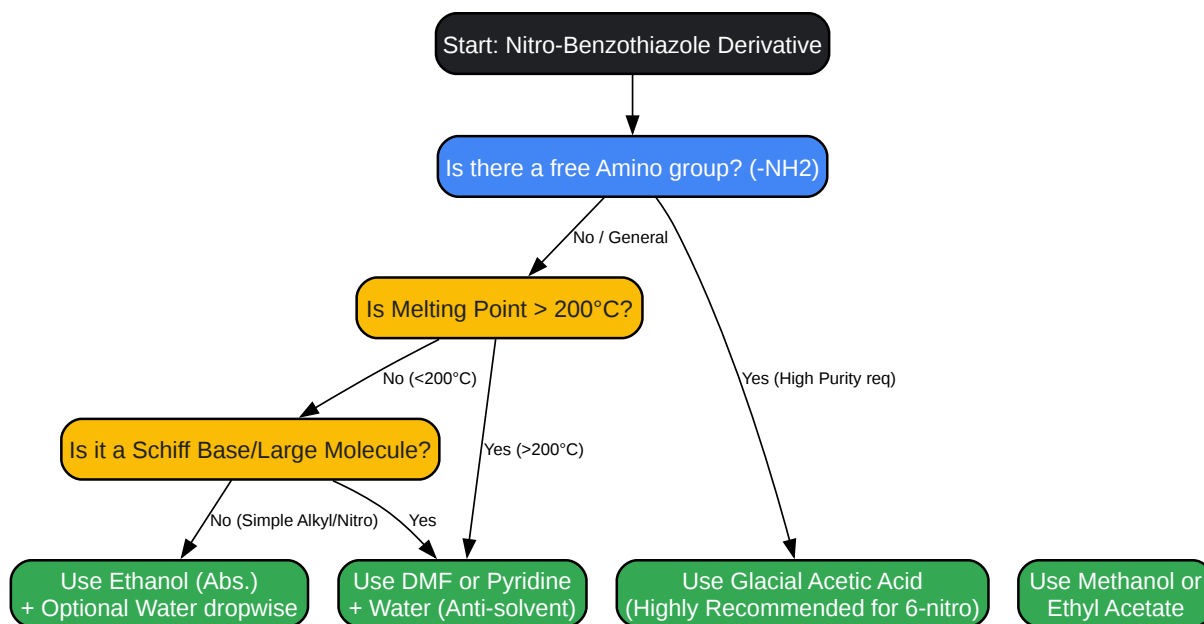 Start: Nitro-Benzothiazole Derivative
Is there a free Amino group? (-NH2)
No / General
Is Melting Point > 200°C?
No (<200°C)
Yes (High Purity req)
Is it a Schiff Base/Large Molecule?
Yes (>200°C)
No (Simple Alkyl/Nitro)
Yes
Use Ethanol (Abs.)
+ Optional Water dropwise
Use DMF or Pyridine
+ Water (Anti-solvent)
Use Glacial Acetic Acid
(Highly Recommended for 6-nitro)
Use Methanol or
Ethyl Acetate